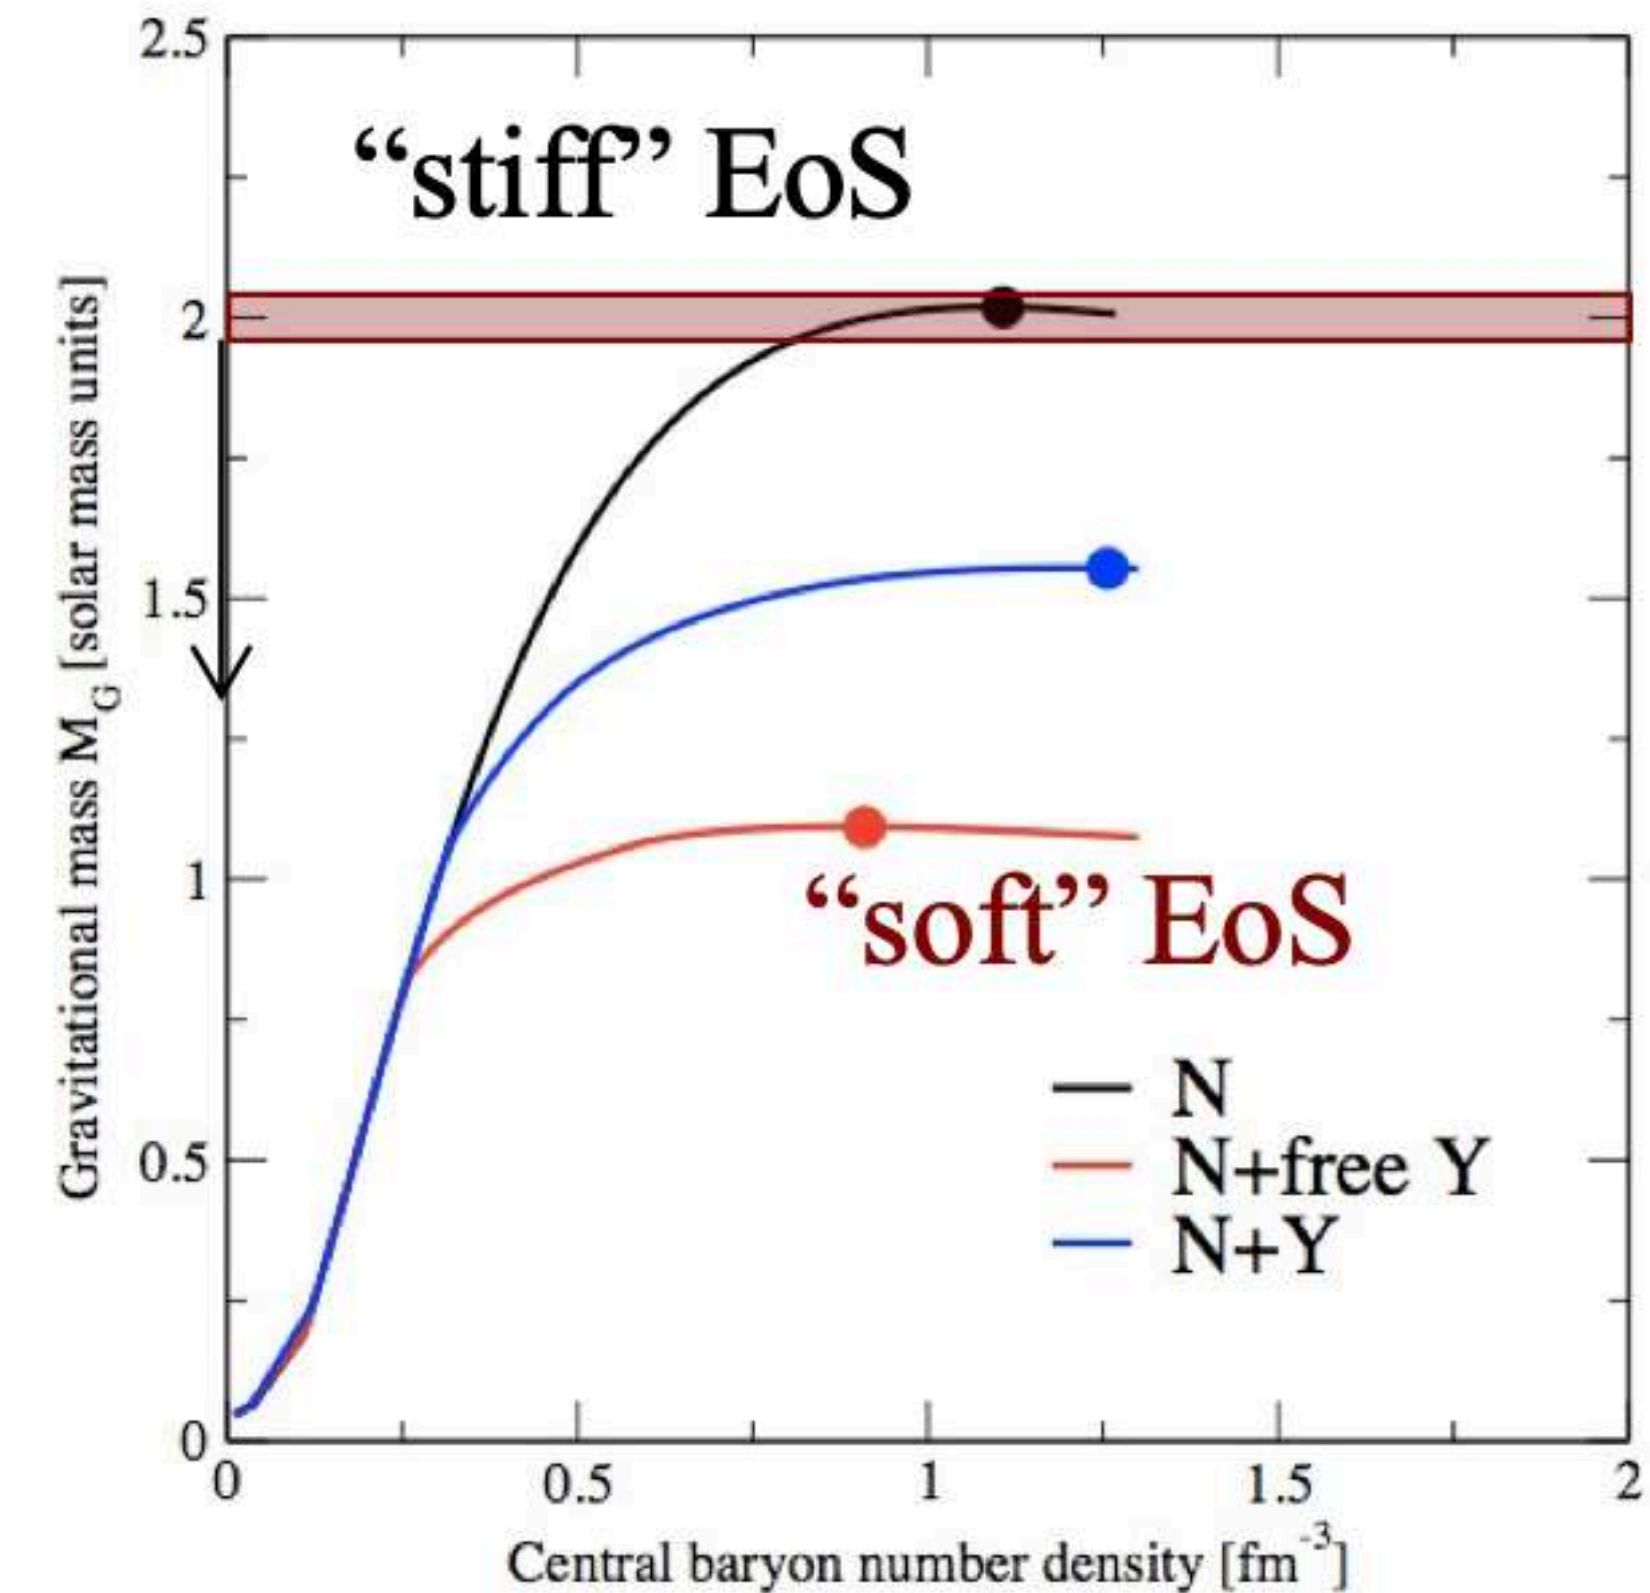 2.5
“stiff” EoS
2
1.5
1
“soft” EoS
0.5
0
N
N+free Y
N+Y
0 0.5 1 1.5 2
Central baryon number density [fm-3]
Gravitational mass MG [solar mass units]